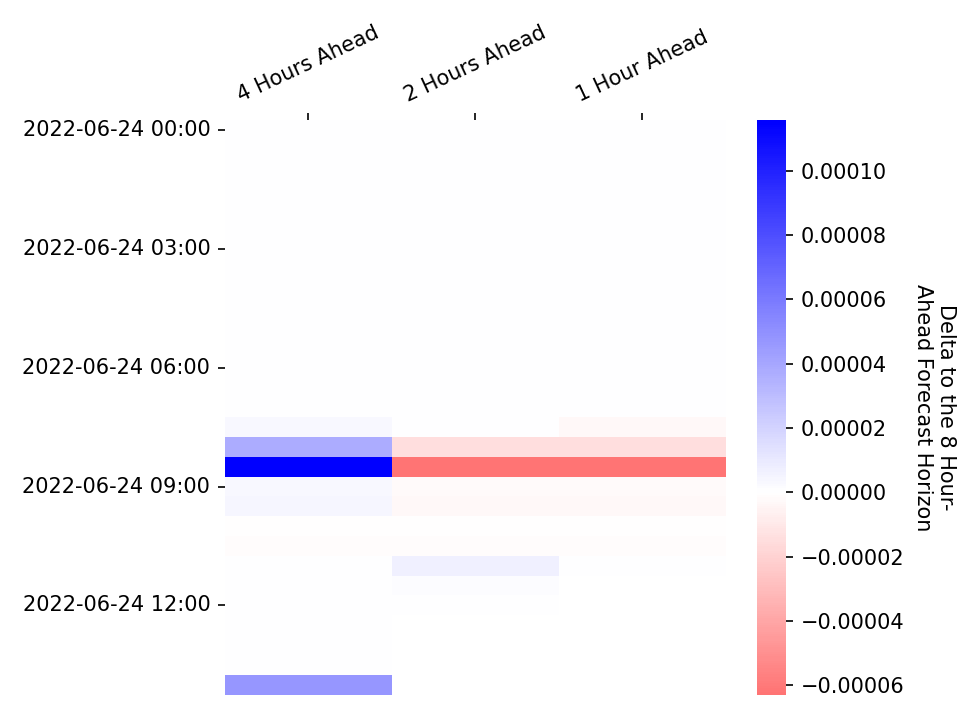 4 Hours Ahead
2 Hours Ahead
1 Hour Ahead
2022-06-24 00:00
2022-06-24 03:00
2022-06-24 06:00
2022-06-24 09:00
2022-06-24 12:00
0.00010
0.00008
0.00006
0.00004
0.00002
0.00000
−0.00002
−0.00004
−0.00006
Delta to the 8 Hour-
Ahead Forecast Horizon